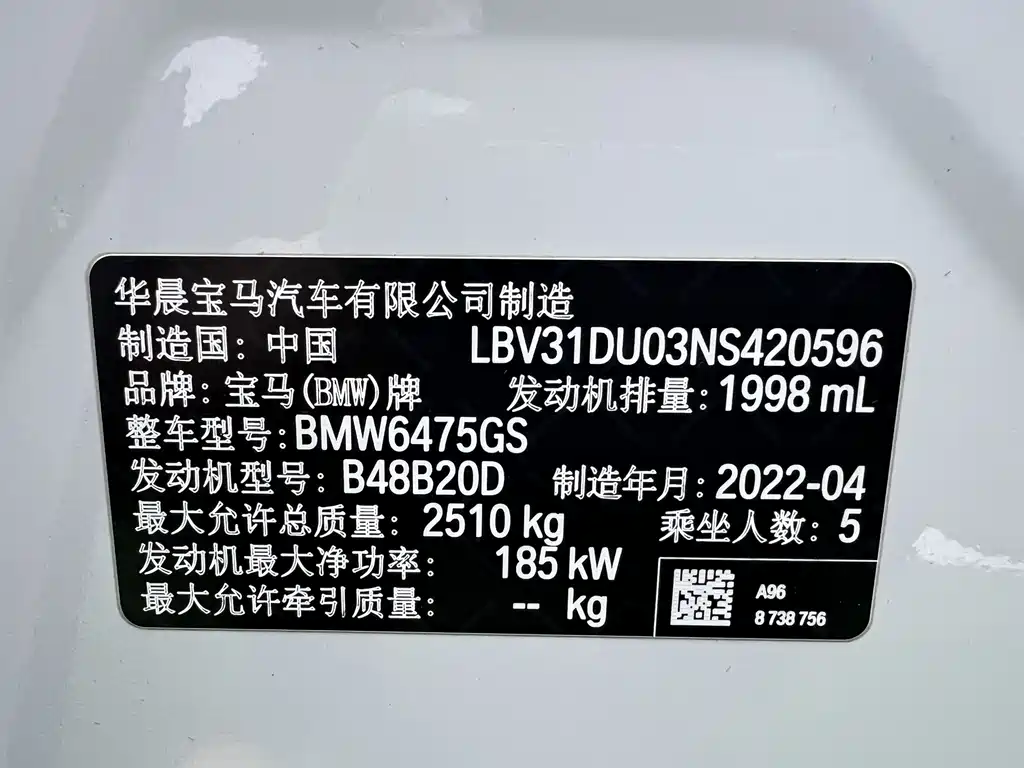 华晨宝马汽车有限公司制造
制造国：中国 LBV31DU03NS420596
品牌：宝马(BMW)牌 发动机排量：1998 mL
整车型号：BMW6475GS
发动机型号：B48B20D 制造年月：2022-04
最大允许总质量：2510 kg 乘坐人数：5
发动机最大净功率：185 kW
最大允许牵引质量：-- kg
A96
8 738 756